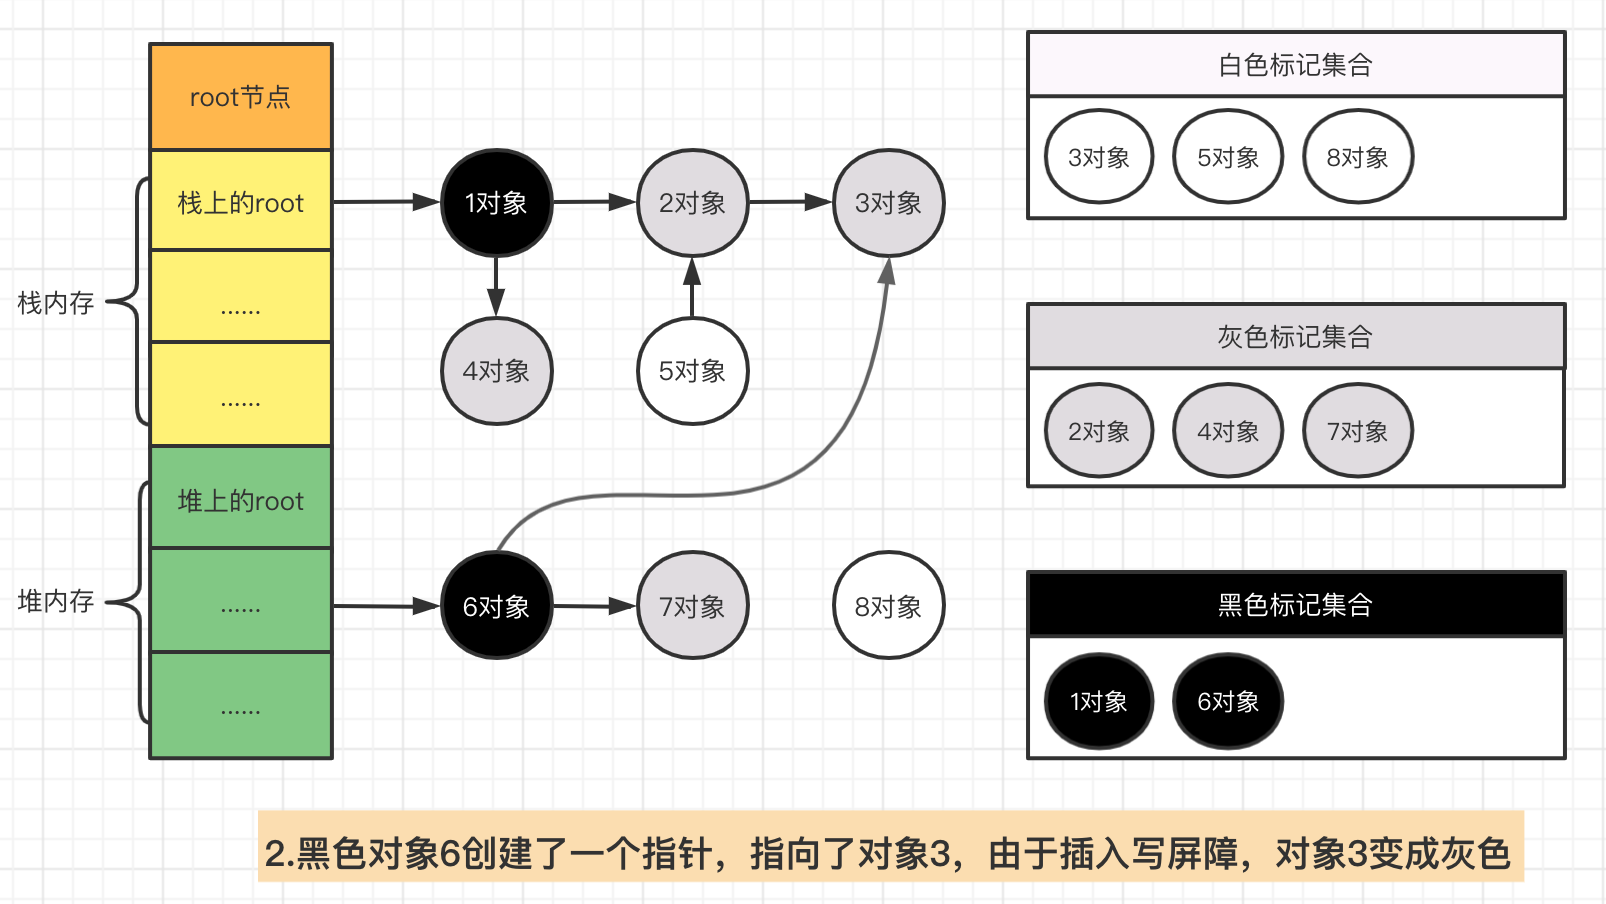 root节点
栈上的root
......
......
堆上的root
......
......
栈内存
堆内存
1对象
2对象
3对象
4对象
5对象
6对象
7对象
8对象
白色标记集合
3对象
5对象
8对象
灰色标记集合
2对象
4对象
7对象
黑色标记集合
1对象
6对象
2.黑色对象6创建了一个指针，指向了对象3，由于插入写屏障，对象3变成灰色